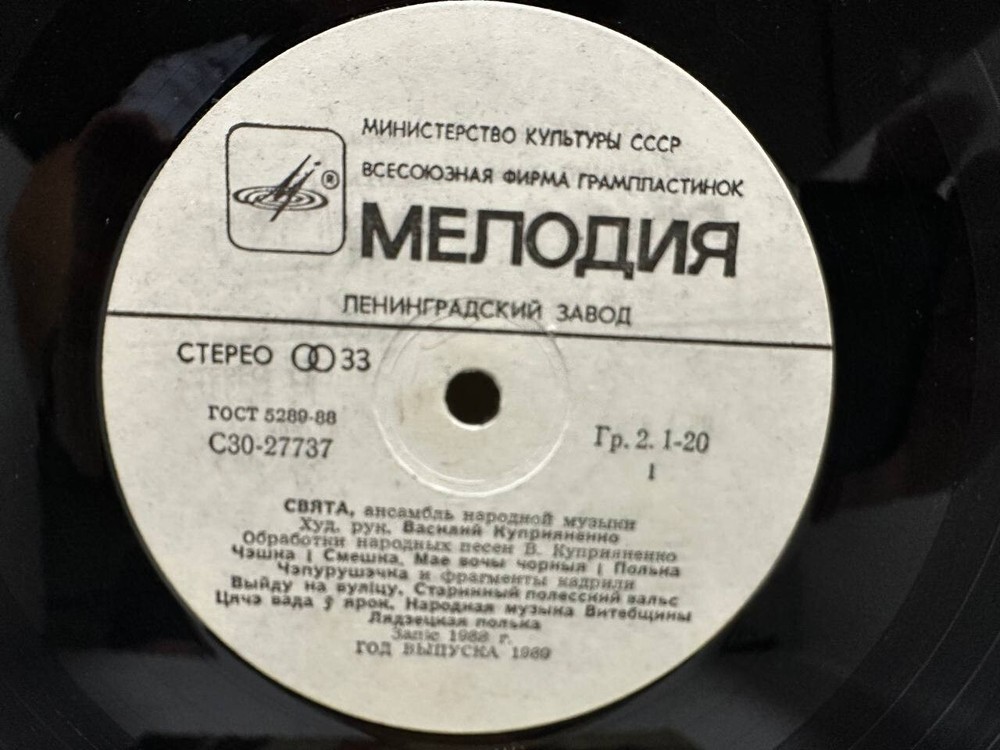 ®
МИНИСТЕРСТВО КУЛЬТУРЫ СССР
ВСЕСОЮЗНАЯ ФИРМА ГРАМПЛАСТИНОК
МЕЛОДИЯ
ЛЕНИНГРАДСКИЙ ЗАВОД
СТЕРЕО 33
ГОСТ 5289-88
С30-27737
Гр. 2. 1-20
1
СВЯТА, ансамбль народной музыки
Худ. рук. Василий Куприяненко
Обработки народных песен В. Куприяненко
Чэшка і Смешка, Мае вочы чорныя і Полька
Чэпурушэчка и фрагменты кадрили
Выйду на вуліцу, Старинный полесский вальс
Цячэ вада ў ярок, Народная музыка Витебщины
Лядзецкая полька
Запіс 1988 г.
ГОД ВЫПУСКА 1989